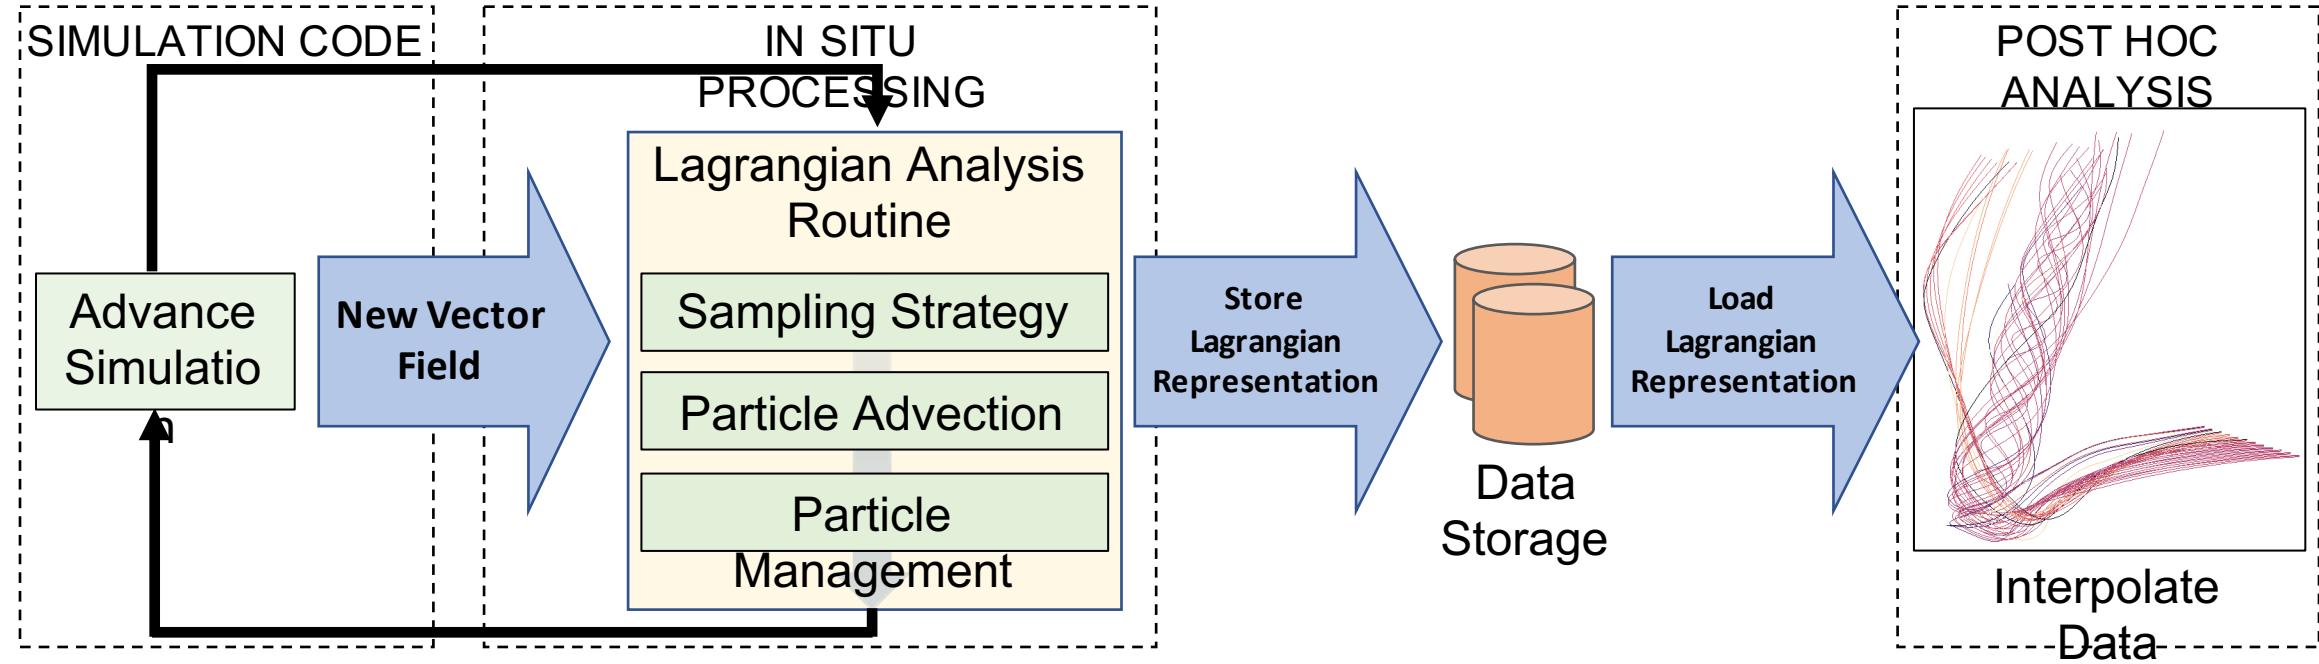 SIMULATION CODE
IN SITU
PROCESSING
POST HOC
ANALYSIS
Lagrangian Analysis
Routine
Sampling Strategy
Particle Advection
Particle
Management
Advance
Simulatio
n
New Vector
Field
Store
Lagrangian
Representation
Data
Storage
Load
Lagrangian
Representation
Interpolate
Data